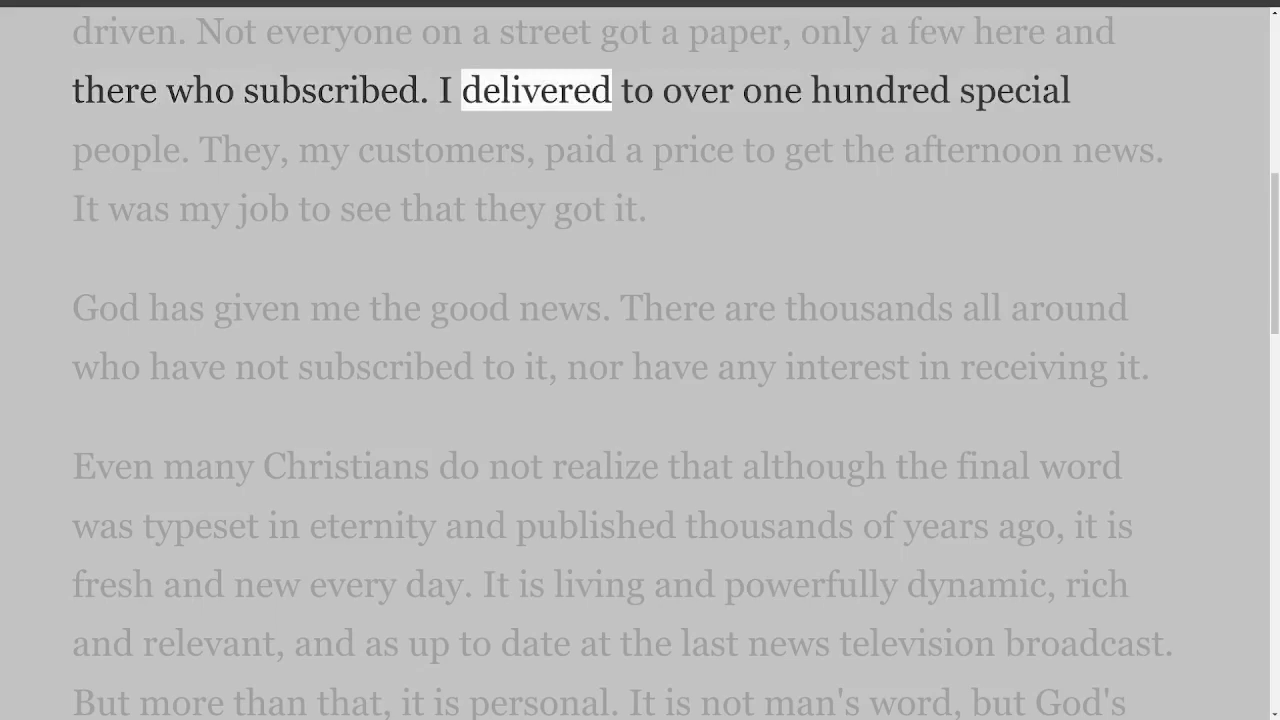 driven. Not everyone on a street got a paper, only a few here and
there who subscribed. I delivered to over one hundred special
people. They, my customers, paid a price to get the afternoon news.
It was my job to see that they got it.
God has given me the good news. There are thousands all around
who have not subscribed to it, nor have any interest in receiving it.
Even many Christians do not realize that although the final word
was typeset in eternity and published thousands of years ago, it is
fresh and new every day. It is living and powerfully dynamic, rich
and relevant, and as up to date at the last news television broadcast.
But more than that, it is personal. It is not man's word, but God's